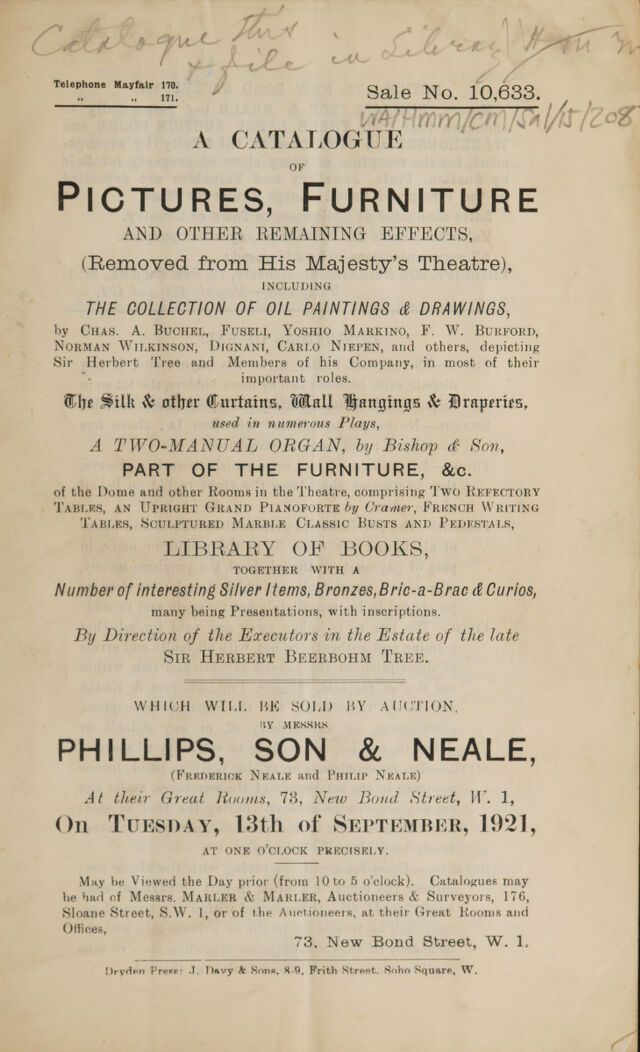 Catalogue this
& file in Library
Telephone Mayfair 170.
„ „ 171.
Sale No. 10,633.
WA/HMM/CM/Sal/15/208
A CATALOGUE
OF
PICTURES, FURNITURE
AND OTHER REMAINING EFFECTS,
(Removed from His Majesty's Theatre),
INCLUDING
THE COLLECTION OF OIL PAINTINGS & DRAWINGS,
by CHAS. A. BUCHEL, FUSELI, YOSHIO MARKINO, F. W. BURFORD,
NORMAN WILKINSON, DIGNANI, CARLO NIEPEN, and others, depicting
Sir Herbert Tree and Members of his Company, in most of their
important roles.
The Silk & other Curtains, Wall Hangings & Draperies,
used in numerous Plays,
A TWO-MANUAL ORGAN, by Bishop & Son,
PART OF THE FURNITURE, &c.
of the Dome and other Rooms in the Theatre, comprising TWO REFECTORY
TABLES, AN UPRIGHT GRAND PIANOFORTE by Cramer, FRENCH WRITING
TABLES, SCULPTURED MARBLE CLASSIC BUSTS AND PEDESTALS,
LIBRARY OF BOOKS,
TOGETHER WITH A
Number of interesting Silver Items, Bronzes, Bric-a-Brac & Curios,
many being Presentations, with inscriptions.
By Direction of the Executors in the Estate of the late
SIR HERBERT BEERBOHM TREE.
WHICH WILL BE SOLD BY AUCTION,
BY MESSRS
PHILLIPS, SON & NEALE,
(FREDERICK NEALE and PHILIP NEALE)
At their Great Rooms, 73, New Bond Street, W. 1,
On TUESDAY, 13th of SEPTEMBER, 1921,
AT ONE O'CLOCK PRECISELY.
May be Viewed the Day prior (from 10 to 5 o'clock). Catalogues may
be had of Messrs. MARLER & MARLER, Auctioneers & Surveyors, 176,
Sloane Street, S.W. 1, or of the Auctioneers, at their Great Rooms and
Offices,
73, New Bond Street, W. 1.
Dryden Press: J. Davy & Sons, 8-9, Frith Street, Soho Square, W.